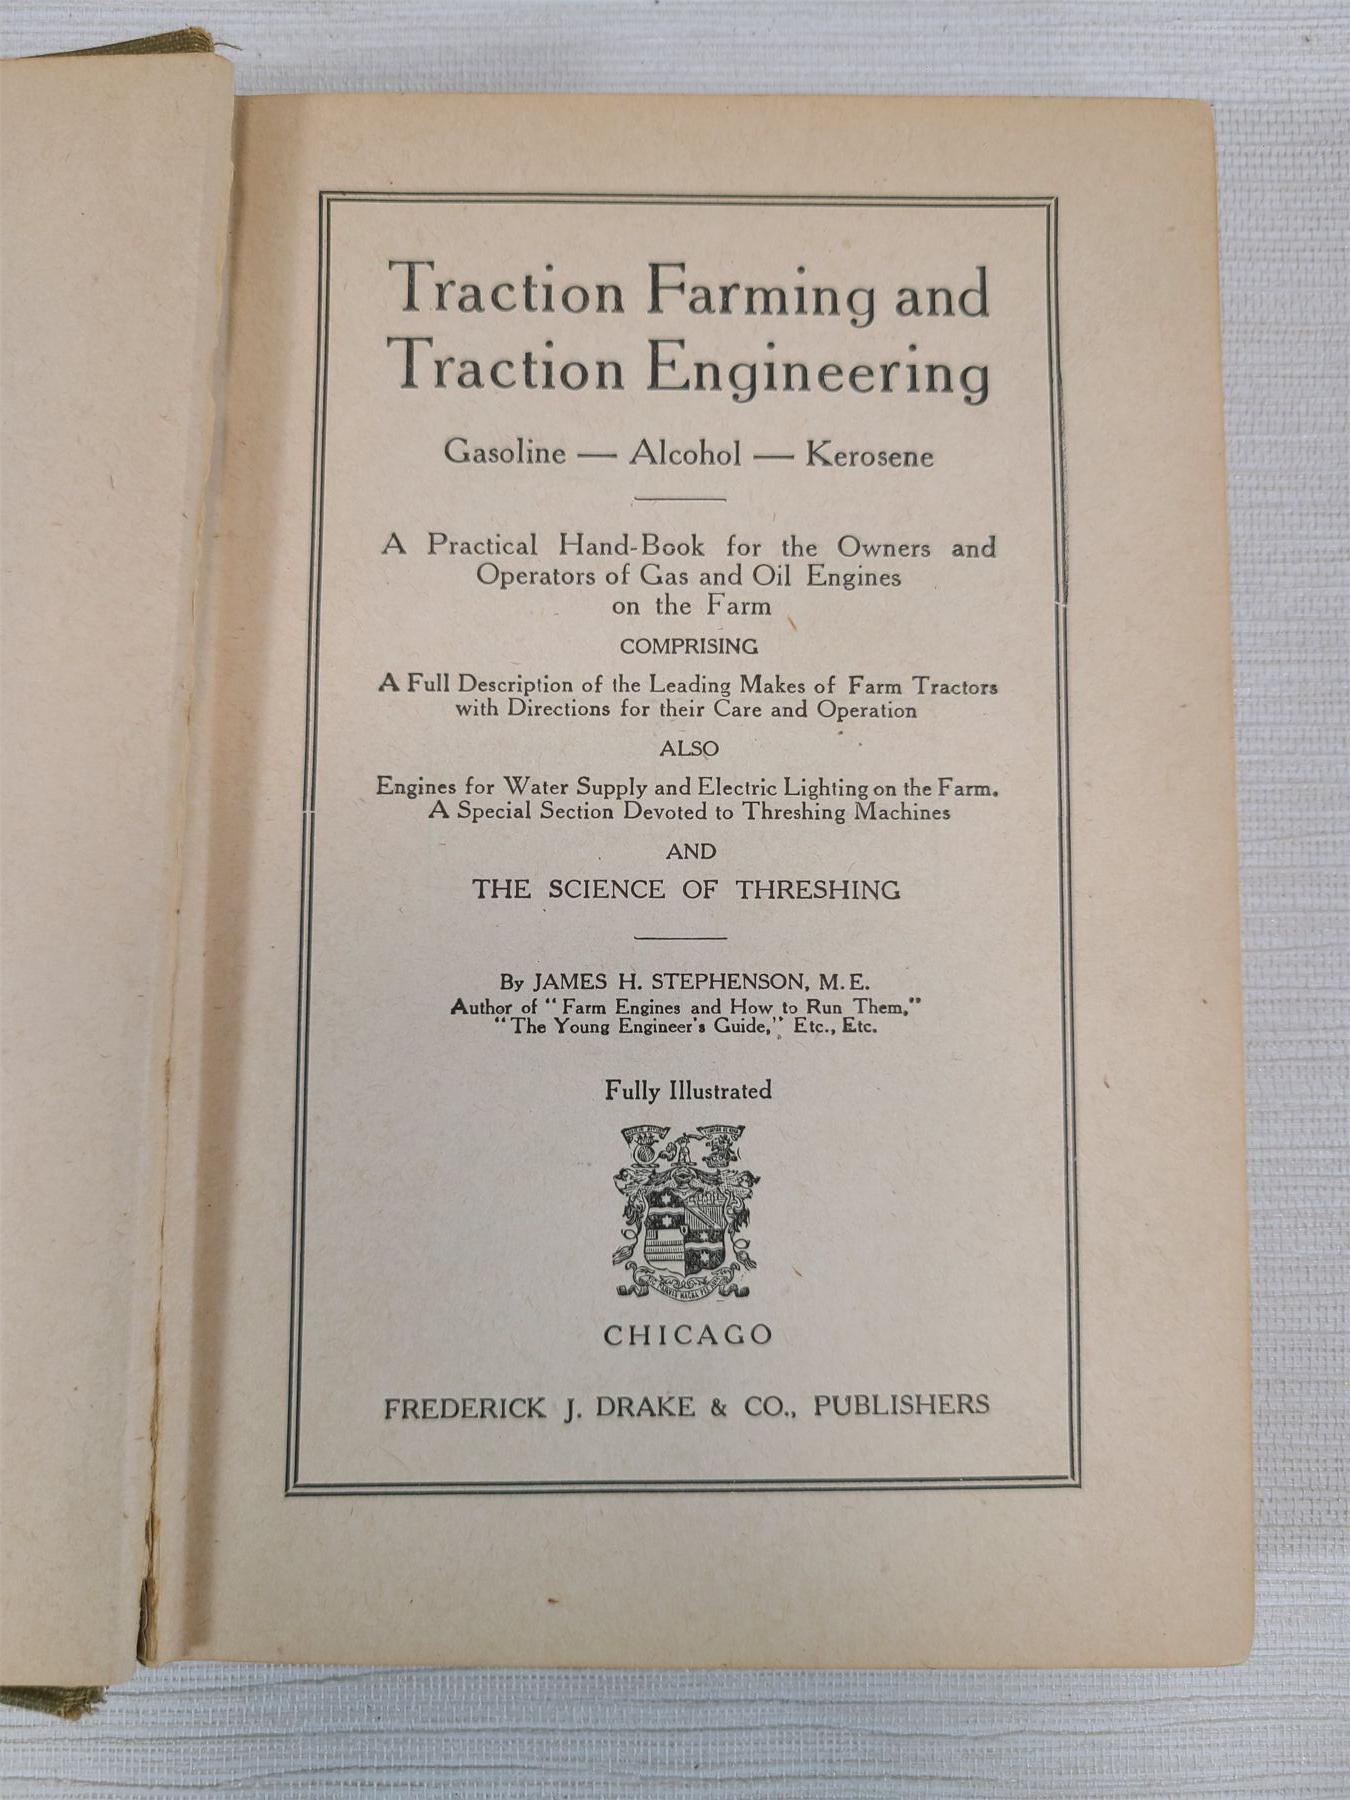 Traction Farming and
Traction Engineering
Gasoline — Alcohol — Kerosene
A Practical Hand-Book for the Owners and
Operators of Gas and Oil Engines
on the Farm
COMPRISING
A Full Description of the Leading Makes of Farm Tractors
with Directions for their Care and Operation
ALSO
Engines for Water Supply and Electric Lighting on the Farm.
A Special Section Devoted to Threshing Machines
AND
THE SCIENCE OF THRESHING
By JAMES H. STEPHENSON, M.E.
Author of "Farm Engines and How to Run Them,"
"The Young Engineer's Guide," Etc., Etc.
Fully Illustrated
CHICAGO
FREDERICK J. DRAKE & CO., PUBLISHERS